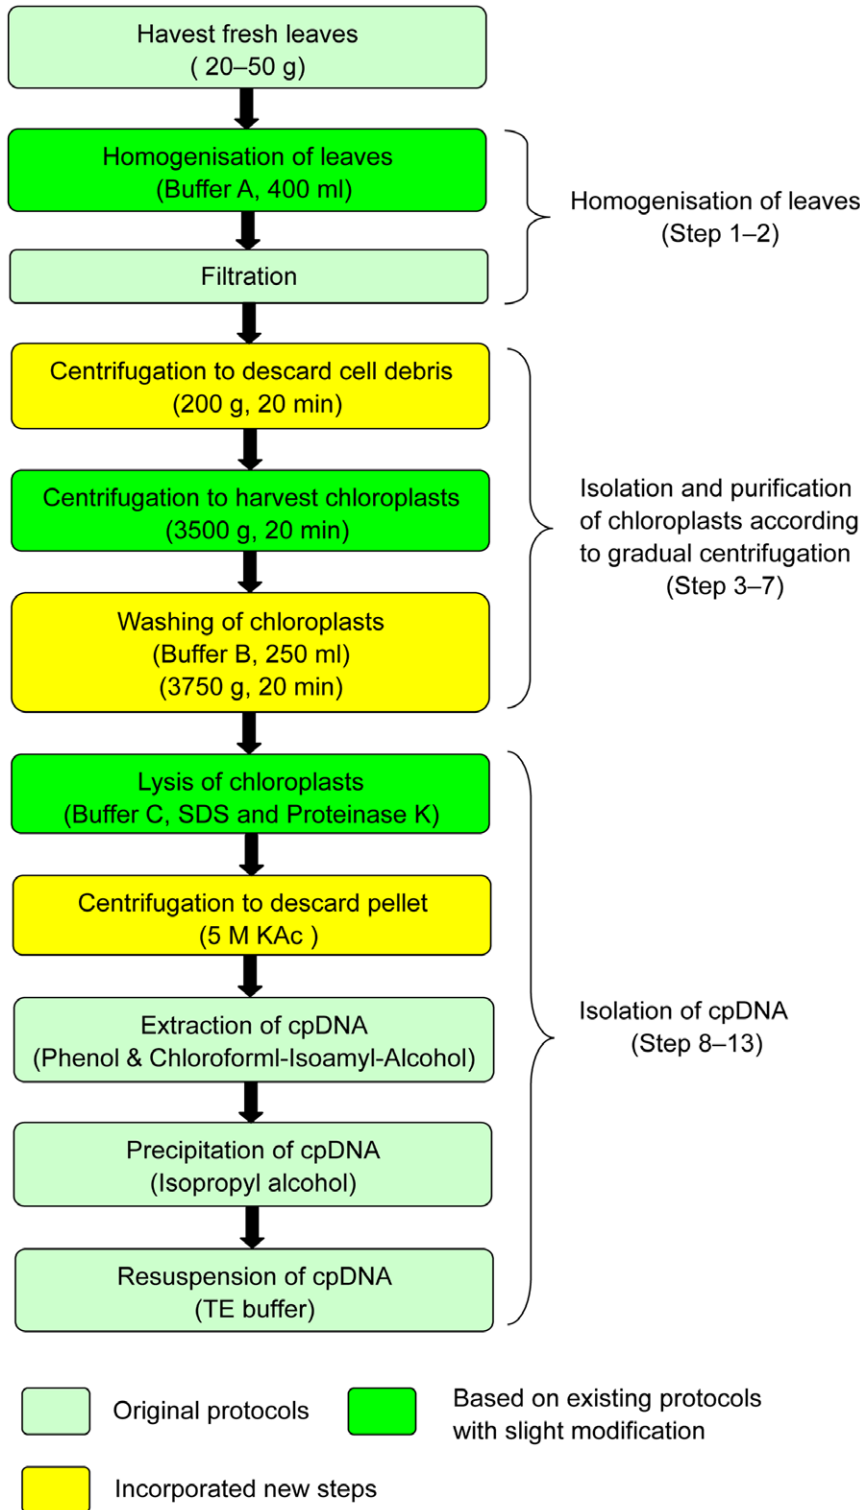 Havest fresh leaves
( 20–50 g)
Homogenisation of leaves
(Buffer A, 400 ml)
Filtration
Homogenisation of leaves
(Step 1–2)
Centrifugation to descard cell debris
(200 g, 20 min)
Centrifugation to harvest chloroplasts
(3500 g, 20 min)
Washing of chloroplasts
(Buffer B, 250 ml)
(3750 g, 20 min)
Isolation and purification
of chloroplasts according
to gradual centrifugation
(Step 3–7)
Lysis of chloroplasts
(Buffer C, SDS and Proteinase K)
Centrifugation to descard pellet
(5 M KAc )
Extraction of cpDNA
(Phenol & Chloroforml-Isoamyl-Alcohol)
Precipitation of cpDNA
(Isopropyl alcohol)
Resuspension of cpDNA
(TE buffer)
Isolation of cpDNA
(Step 8–13)
Original protocols
Based on existing protocols
with slight modification
Incorporated new steps